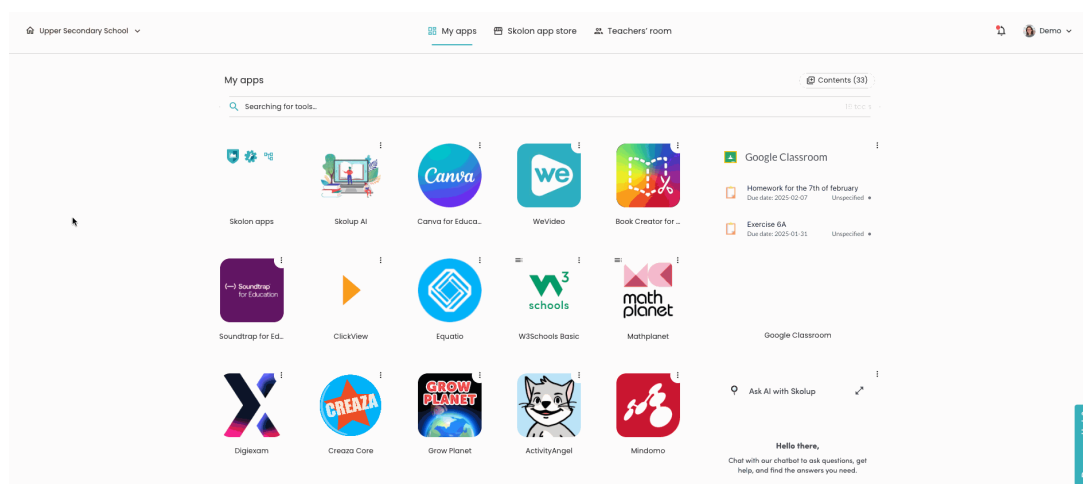 Upper Secondary School
My apps
Skolon app store
Teachers' room
Demo
My apps
Contents (33)
Searching for tools...
Skolon apps
Skolup AI
Canva
Canva for Educa...
we
WeVideo
Book Creator for ...
Google Classroom
Homework for the 7th of february
Due date: 2025-02-07 Unspecified
Exercise 6A
Due date: 2025-01-31 Unspecified
Google Classroom
Soundtrap
for Education
Soundtrap for Ed...
ClickView
Equatio
W3
schools
W3Schools Basic
math
planet
Mathplanet
Digiexam
CREAZA
Creaza Core
GROW
PLANET
Grow Planet
ActivityAngel
Mindomo
Ask AI with Skolup
Hello there,
Chat with our chatbot to ask questions, get
help, and find the answers you need.